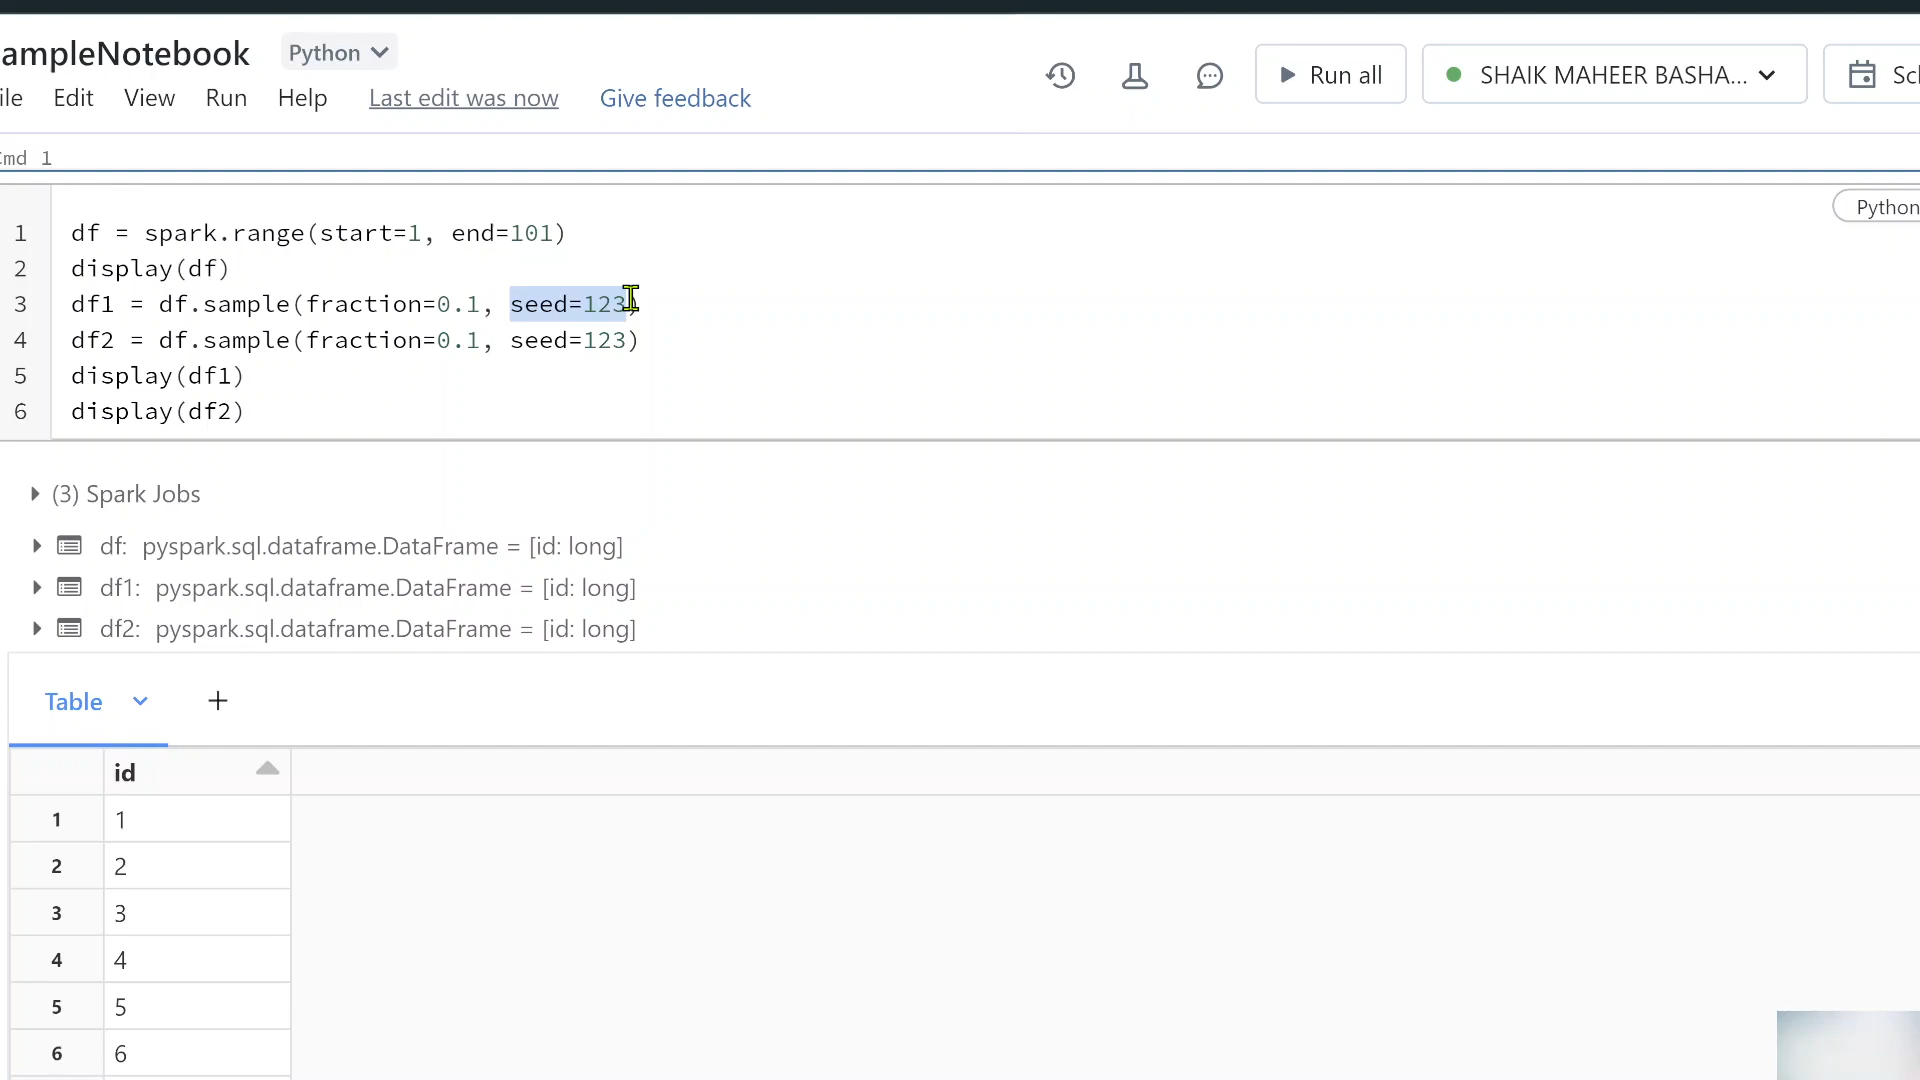 ampleNotebook Python
ile Edit View Run Help Last edit was now Give feedback
Run all SHAIK MAHEER BASHA... Scl
Cmd 1
Python
1 df = spark.range(start=1, end=101)
2 display(df)
3 df1 = df.sample(fraction=0.1, seed=123)
4 df2 = df.sample(fraction=0.1, seed=123)
5 display(df1)
6 display(df2)
(3) Spark Jobs
df: pyspark.sql.dataframe.DataFrame = [id: long]
df1: pyspark.sql.dataframe.DataFrame = [id: long]
df2: pyspark.sql.dataframe.DataFrame = [id: long]
Table +
id
1 1
2 2
3 3
4 4
5 5
6 6